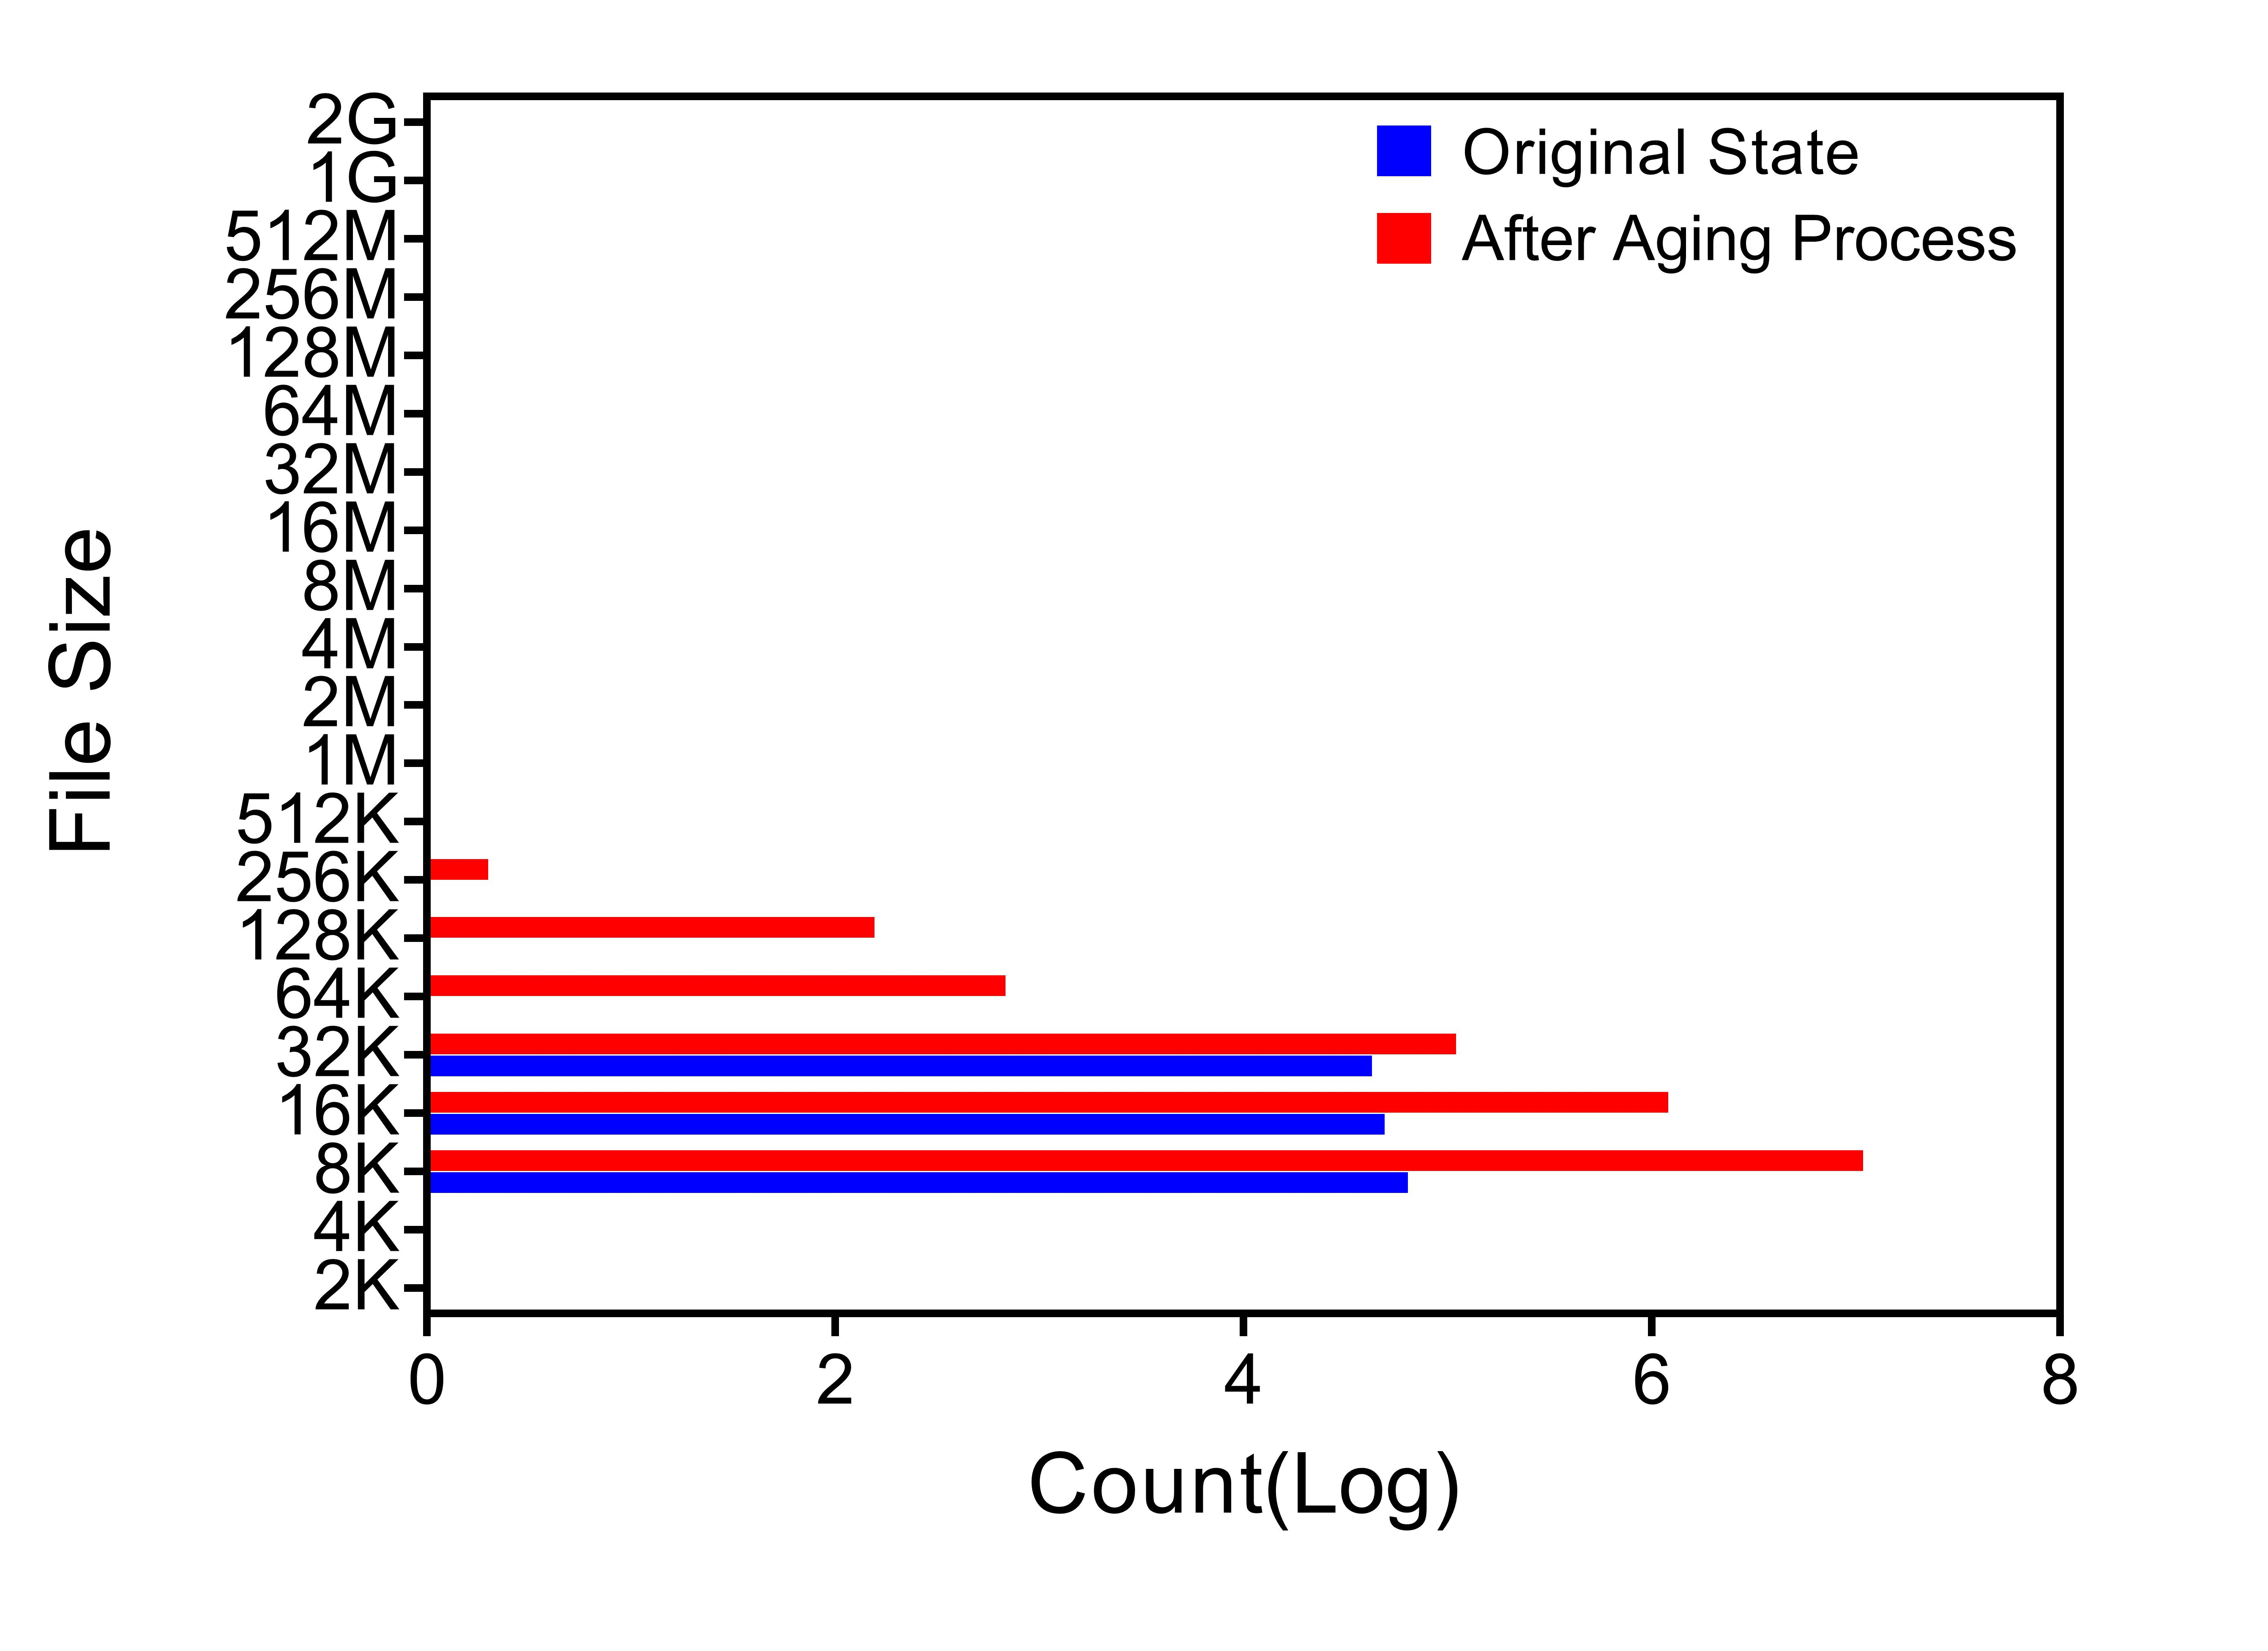 2G
1G
512M
256M
128M
64M
32M
16M
8M
4M
2M
1M
512K
256K
128K
64K
32K
16K
8K
4K
2K
File Size
Original State
After Aging Process
0 2 4 6 8
Count(Log)